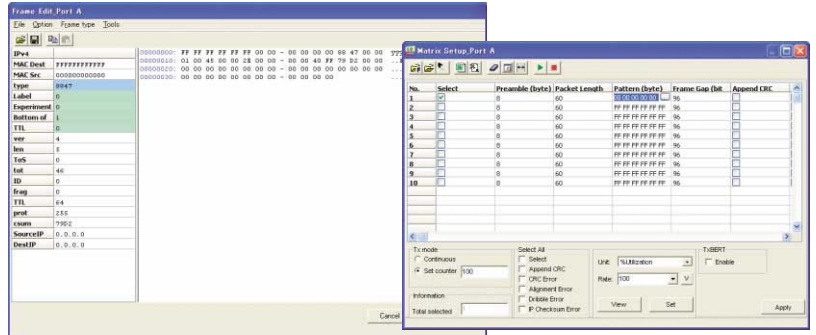 Frame Edit_Port A
File Option Frame type Tools
IPv4
MAC Dest FFFFFFFFFFFF
MAC Src 000000000000
type 8847
Label 0
Experiment 0
Bottom of 1
TTL 0
ver 4
len 5
ToS 0
tot 46
ID 0
frag 0
TTL 64
prot 255
csum 79D2
SourceIP 0.0.0.0
DestIP 0.0.0.0
00000000: FF FF FF FF FF FF 00 00 - 00 00 00 00 88 47 00 00
00000010: 01 00 45 00 00 2E 00 00 - 00 00 40 FF 79 D2 00 00
00000020: 00 00 00 00 00 00 00 00 - 00 00 00 00 00 00 00 00
00000030: 00 00 00 00 00 00 00 00 - 00 00 00 00
Cancel
Matrix Setup_Port A
No. Select Preamble (byte) Packet Length Pattern (byte) Frame Gap (bit Append CRC
1 8 60 00 00 00 00 ... 96
2 8 60 FF FF FF FF FF FF 96
3 8 60 FF FF FF FF FF FF 96
4 8 60 FF FF FF FF FF FF 96
5 8 60 FF FF FF FF FF FF 96
6 8 60 FF FF FF FF FF FF 96
7 8 60 FF FF FF FF FF FF 96
8 8 60 FF FF FF FF FF FF 96
9 8 60 FF FF FF FF FF FF 96
10 8 60 FF FF FF FF FF FF 96
Tx mode
Continuous
Set counter 100
Information
Total selected
Select All
Select
Append CRC
CRC Error
Alignment Error
Dribble Error
IP Checksum Error
Unit: %Utilization
Rate: 100 V
View Set
TxBERT
Enable
Apply